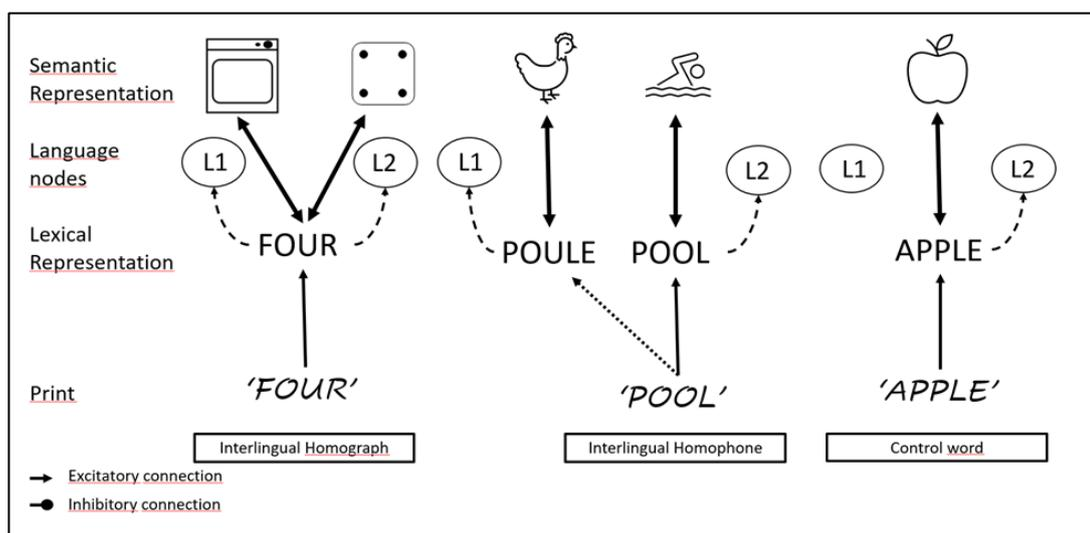 Semantic
Representation
Language
nodes
L1
L2
L1
L2
L1
L2
Lexical
Representation
FOUR
POULE
POOL
APPLE
Print
‘FOUR’
‘POOL’
‘APPLE’
Interlingual Homograph
Interlingual Homophone
Control word
Excitatory connection
Inhibitory connection